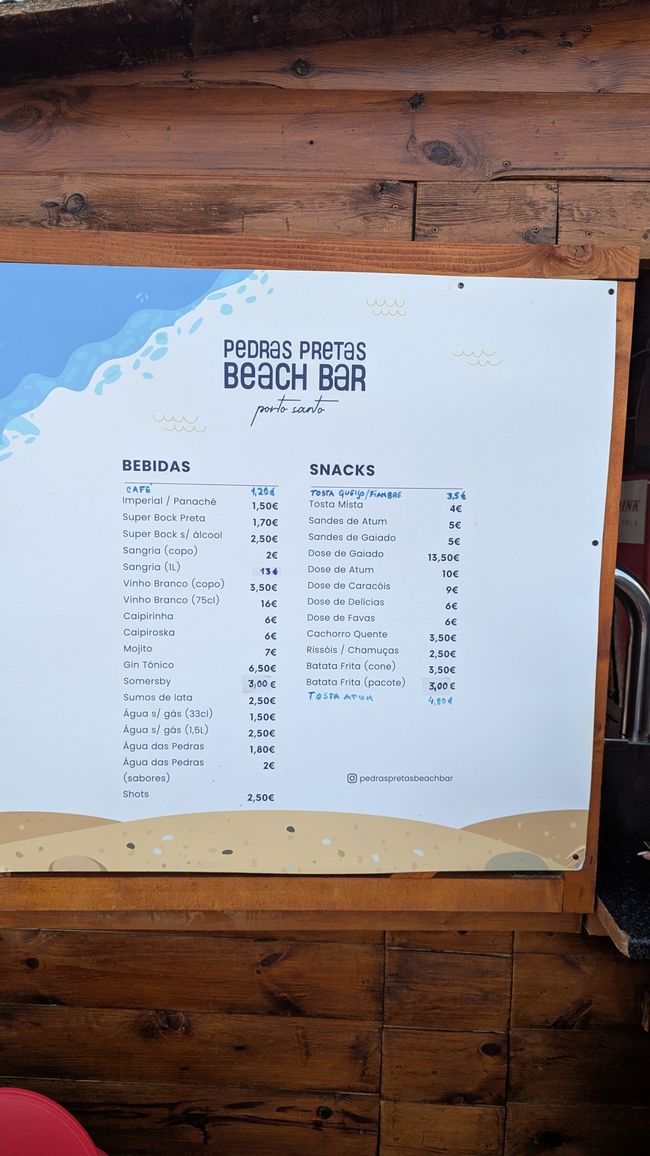 PEDRAS PRETAS
BEACH BAR
porto santo
BEBIDAS
CAFÉ 1,20€
Imperial / Panaché 1,50€
Super Bock Preta 1,70€
Super Bock s/ álcool 2,50€
Sangria (copo) 2€
Sangria (1L) 13€
Vinho Branco (copo) 3,50€
Vinho Branco (75cl) 16€
Caipirinha 6€
Caipiroska 6€
Mojito 7€
Gin Tónico 6,50€
Somersby 3,00 €
Sumos de lata 2,50€
Água s/ gás (33cl) 1,50€
Água s/ gás (1,5L) 2,50€
Água das Pedras 1,80€
Água das Pedras 2€
(sabores)
Shots 2,50€
SNACKS
TOSTA QUEIJO/FIAMBRE 3,5€
Tosta Mista 4€
Sandes de Atum 5€
Sandes de Gaiado 5€
Dose de Gaiado 13,50€
Dose de Atum 10€
Dose de Caracóis 9€
Dose de Delícias 6€
Dose de Favas 6€
Cachorro Quente 3,50€
Rissóis / Chamuças 2,50€
Batata Frita (cone) 3,50€
Batata Frita (pacote) 3,00 €
TOSTA ATUM
pedraspretasbeachbar